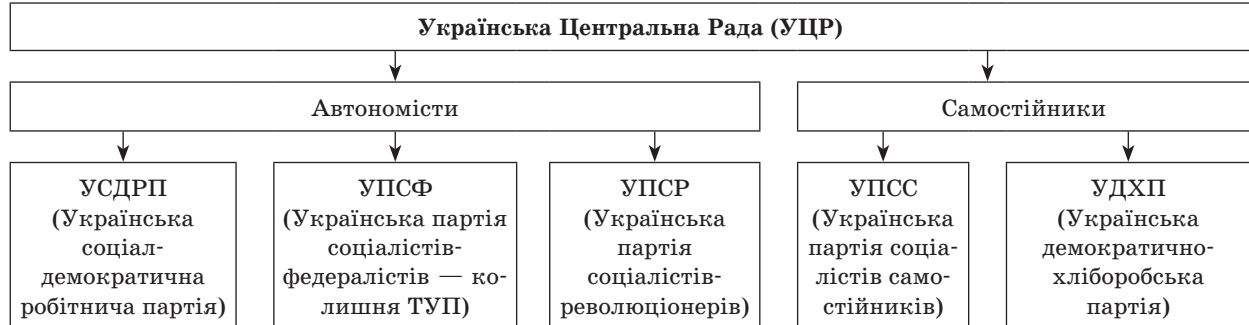 Українська Центральна Рада (УЦР)
Автономісти
Самостійники
УСДРП
(Українська
соціал-
демократична
робітнича партія)
УПСФ
(Українська партія
соціалістів-
федералістів — ко-
лишня ТУП)
УПСР
(Українська
партія
соціалістів-
революціонерів)
УПСС
(Українська
партія соціа-
лістів само-
стійників)
УДХП
(Українська
демократично-
хліборобська
партія)